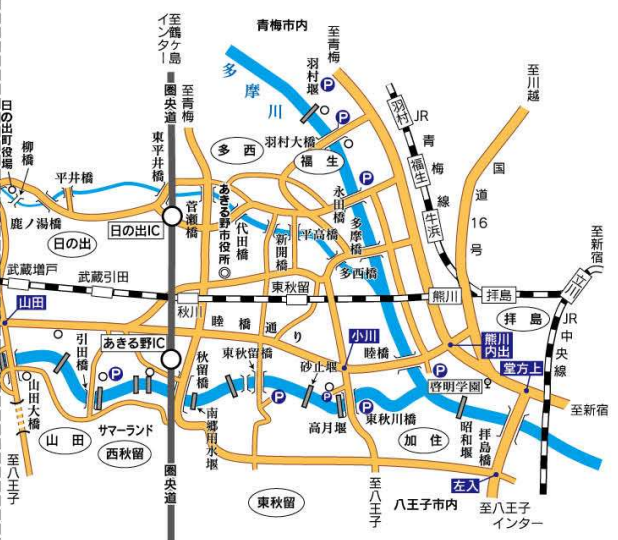 青梅市内
至鶴ヶ島
インター
至青梅
羽村堰
多摩川
至川越
圏央道
至青梅
日の出町役場
柳橋
東平井橋
多西
羽村大橋
福生
羽村
JR青梅線
福生
牛浜
国道16号
平井橋
鹿ノ湯橋
日の出
日の出IC
菅瀬橋
あきる野市役所
代田橋
新開橋
平高橋
永田橋
多摩橋
多西橋
至新宿
立川
武蔵増戸
武蔵引田
山田
秋川
東秋留
熊川
拝島
拝島
JR中央線
睦橋通り
小川
睦橋
熊川
内出
堂方上
あきる野IC
引田橋
秋留橋
東秋留橋
砂止堰
啓明学園
至新宿
山田大橋
サマーランド
南郷用水堰
高月堰
東秋川橋
昭和堰
拝島橋
山田
西秋留
加住
至八王子
圏央道
東秋留
至八王子
八王子市内
左入
至八王子
インター
P
P
P
P
P
P
P
P